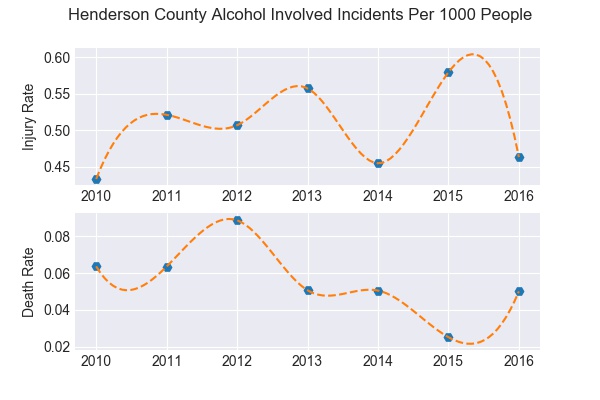 Henderson County Alcohol Involved Incidents Per 1000 People
Injury Rate
0.60
0.55
0.50
0.45
2010 2011 2012 2013 2014 2015 2016
Death Rate
0.08
0.06
0.04
0.02
2010 2011 2012 2013 2014 2015 2016